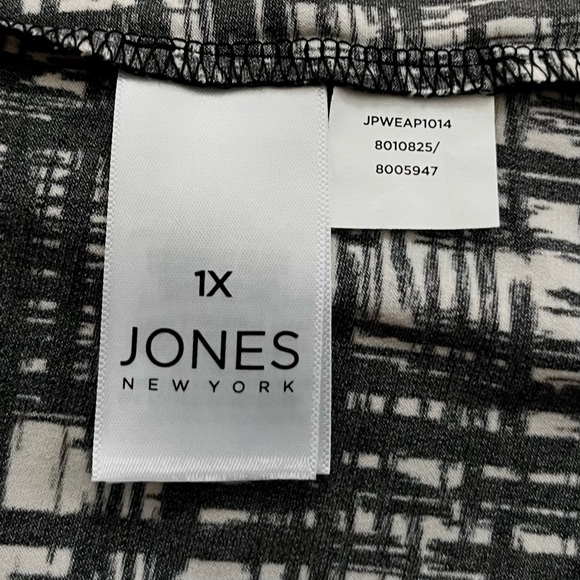 JPWEAP1014
8010825/
8005947
1X
JONES
NEW YORK